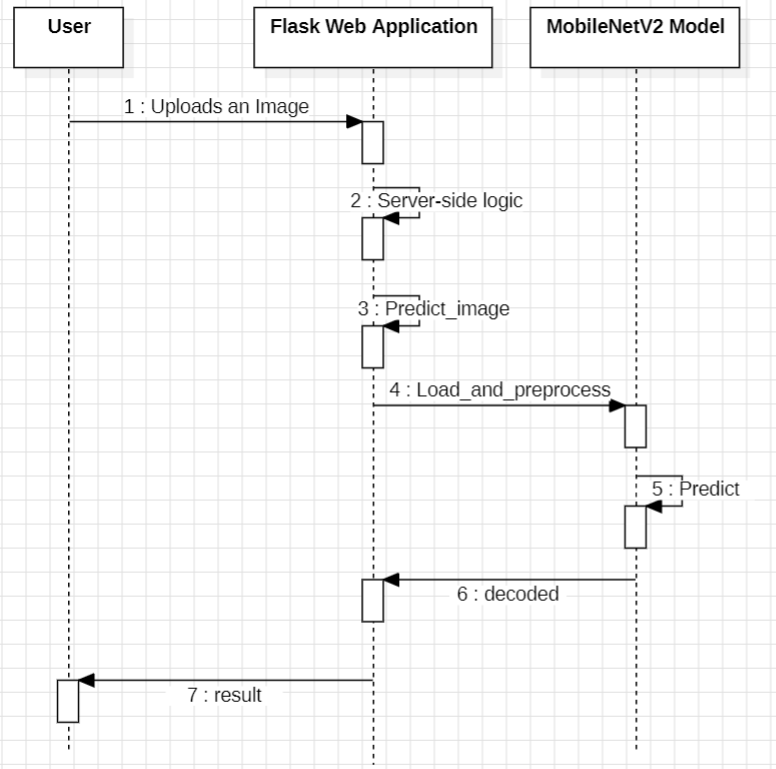 User
Flask Web Application
MobileNetV2 Model
1 : Uploads an Image
2 : Server-side logic
3 : Predict_image
4 : Load_and_preprocess
5 : Predict
6 : decoded
7 : result